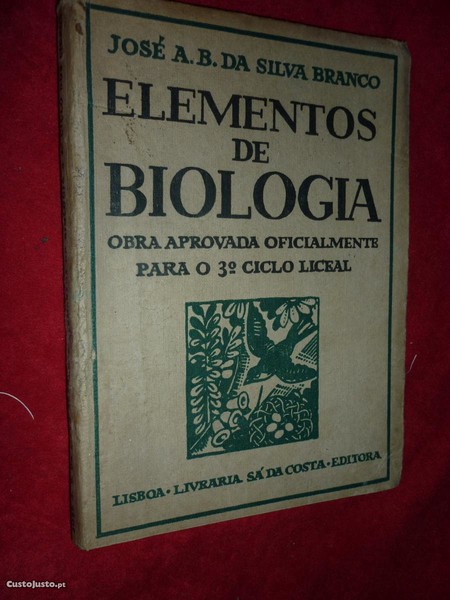 JOSÉ A. B. DA SILVA BRANCO
ELEMENTOS
DE
BIOLOGIA
OBRA APROVADA OFICIALMENTE
PARA O 3º CICLO LICEAL
LISBOA · LIVRARIA SÁ DA COSTA · EDITORA
CustoJusto.pt